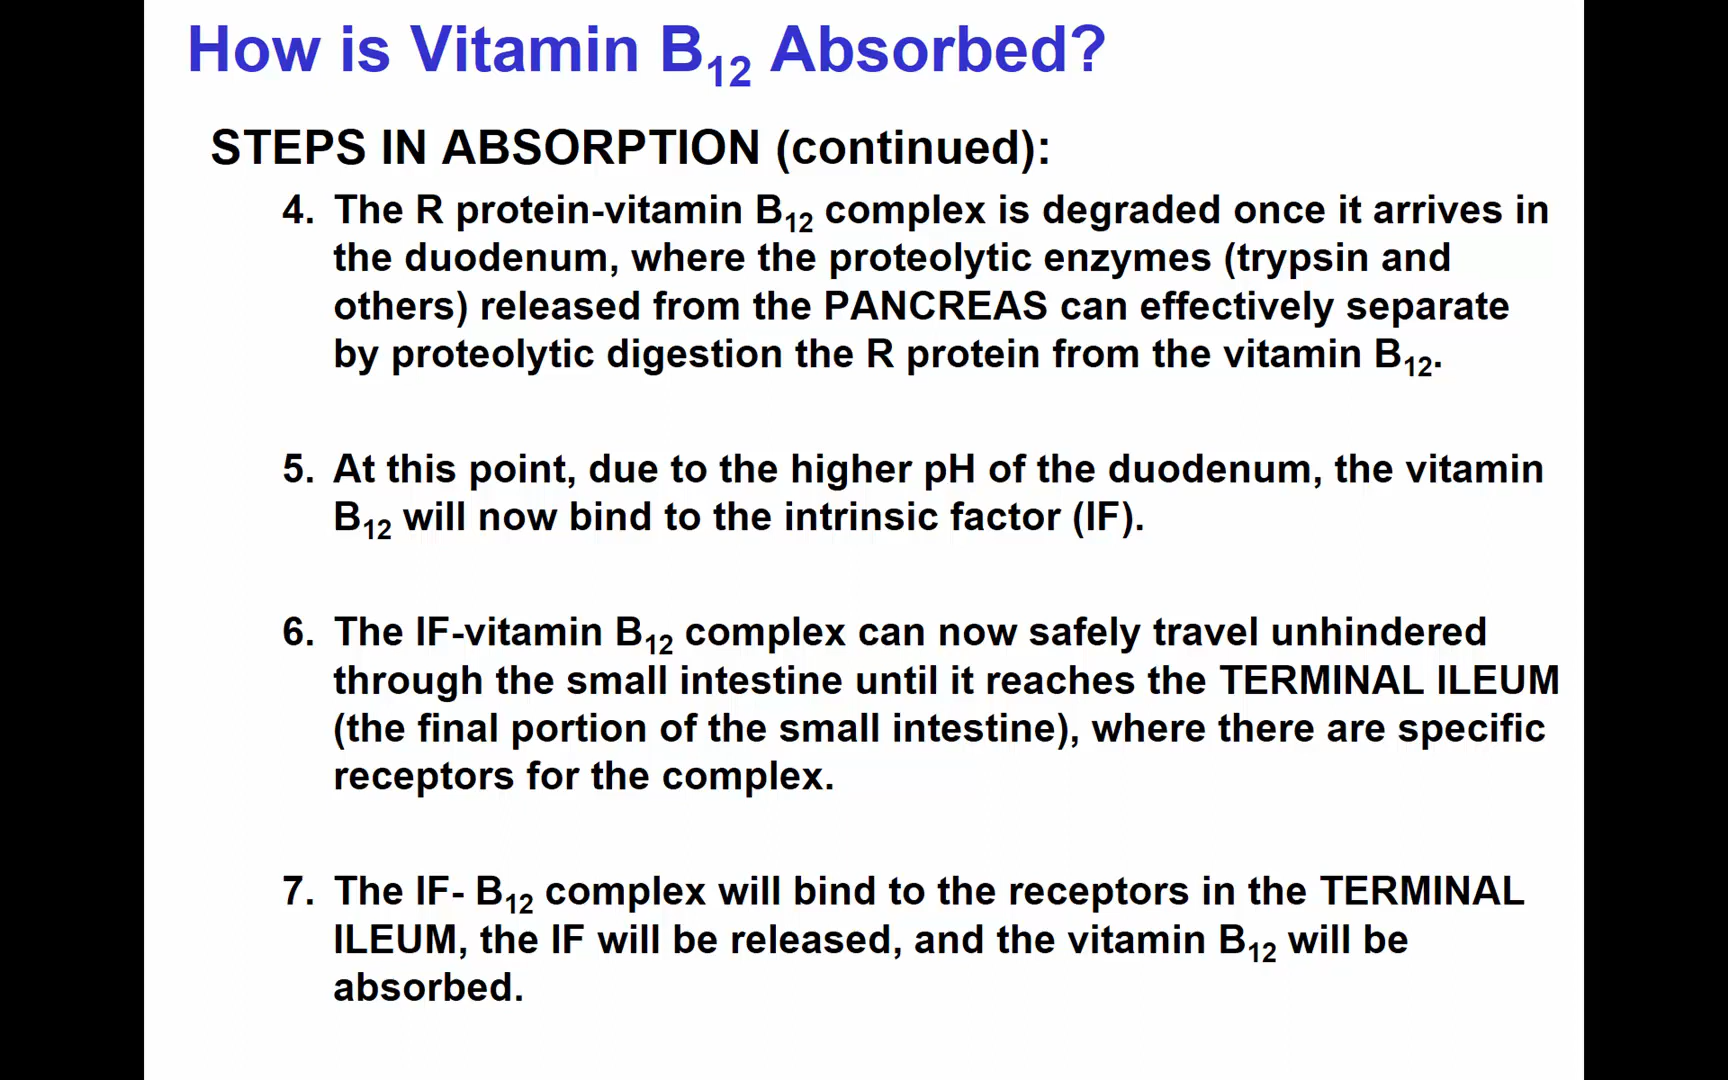 How is Vitamin B12 Absorbed?
STEPS IN ABSORPTION (continued):
4. The R protein-vitamin B12 complex is degraded once it arrives in
the duodenum, where the proteolytic enzymes (trypsin and
others) released from the PANCREAS can effectively separate
by proteolytic digestion the R protein from the vitamin B12.
5. At this point, due to the higher pH of the duodenum, the vitamin
B12 will now bind to the intrinsic factor (IF).
6. The IF-vitamin B12 complex can now safely travel unhindered
through the small intestine until it reaches the TERMINAL ILEUM
(the final portion of the small intestine), where there are specific
receptors for the complex.
7. The IF- B12 complex will bind to the receptors in the TERMINAL
ILEUM, the IF will be released, and the vitamin B12 will be
absorbed.